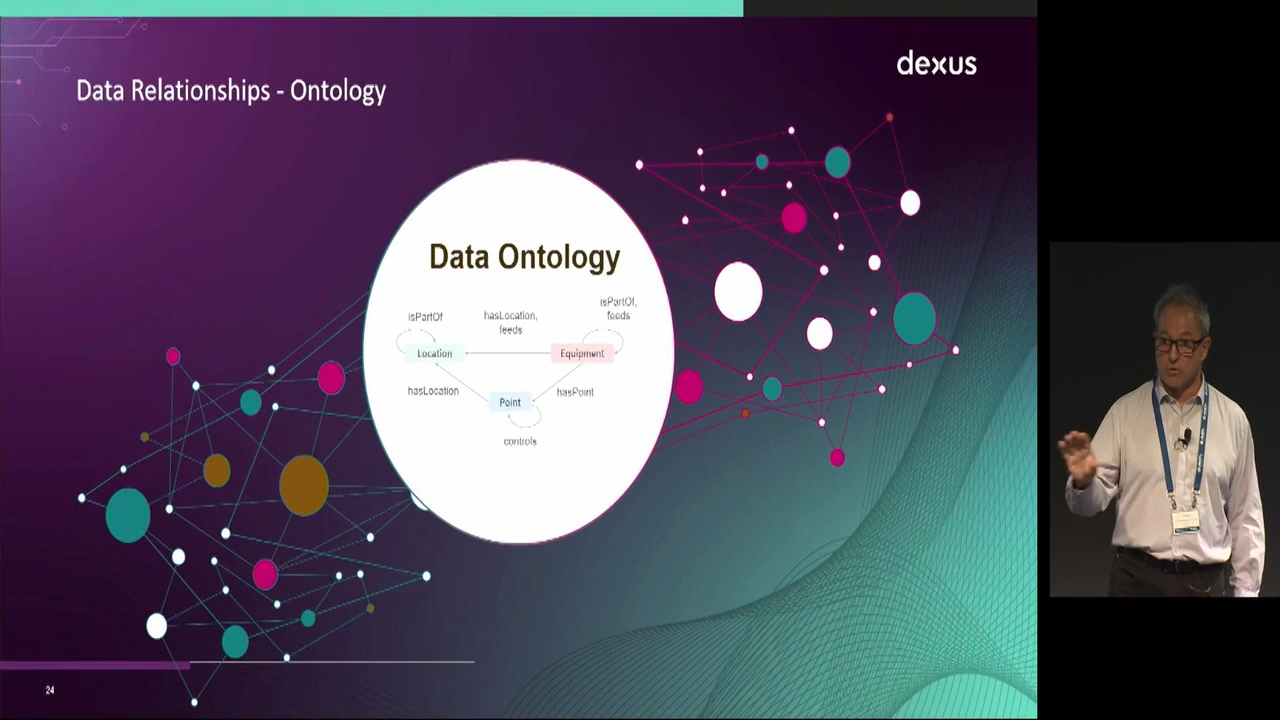 dexus
Data Relationships - Ontology
Data Ontology
isPartOf
hasLocation,
feeds
isPartOf,
feeds
Location
Equipment
hasLocation
Point
hasPoint
controls
24